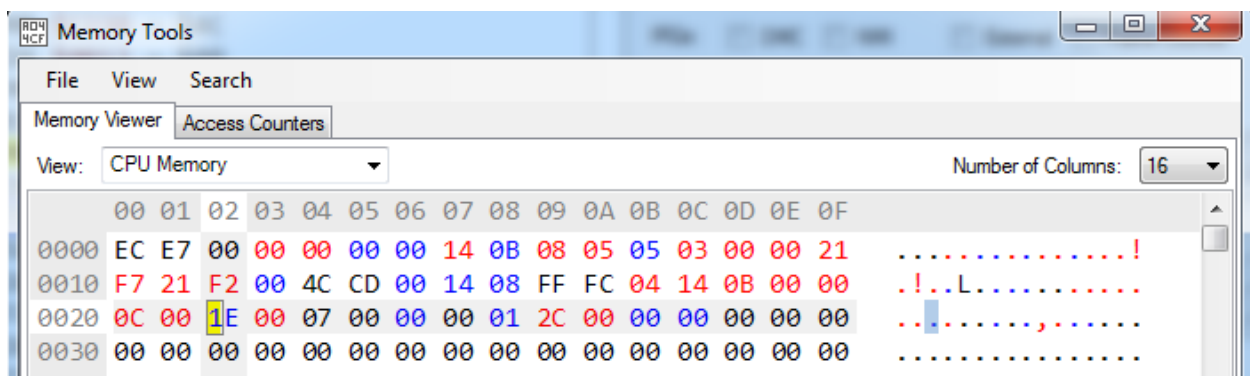 AD4 4CF Memory Tools
File View Search
Memory Viewer Access Counters
View: CPU Memory Number of Columns: 16
00 01 02 03 04 05 06 07 08 09 0A 0B 0C 0D 0E 0F
0000 EC E7 00 00 00 00 00 14 0B 08 05 05 03 00 00 21 ...............!
0010 F7 21 F2 00 4C CD 00 14 08 FF FC 04 14 0B 00 00 .!..L...........
0020 0C 00 1E 00 07 00 00 00 01 2C 00 00 00 00 00 00 .........,......
0030 00 00 00 00 00 00 00 00 00 00 00 00 00 00 00 00 ................